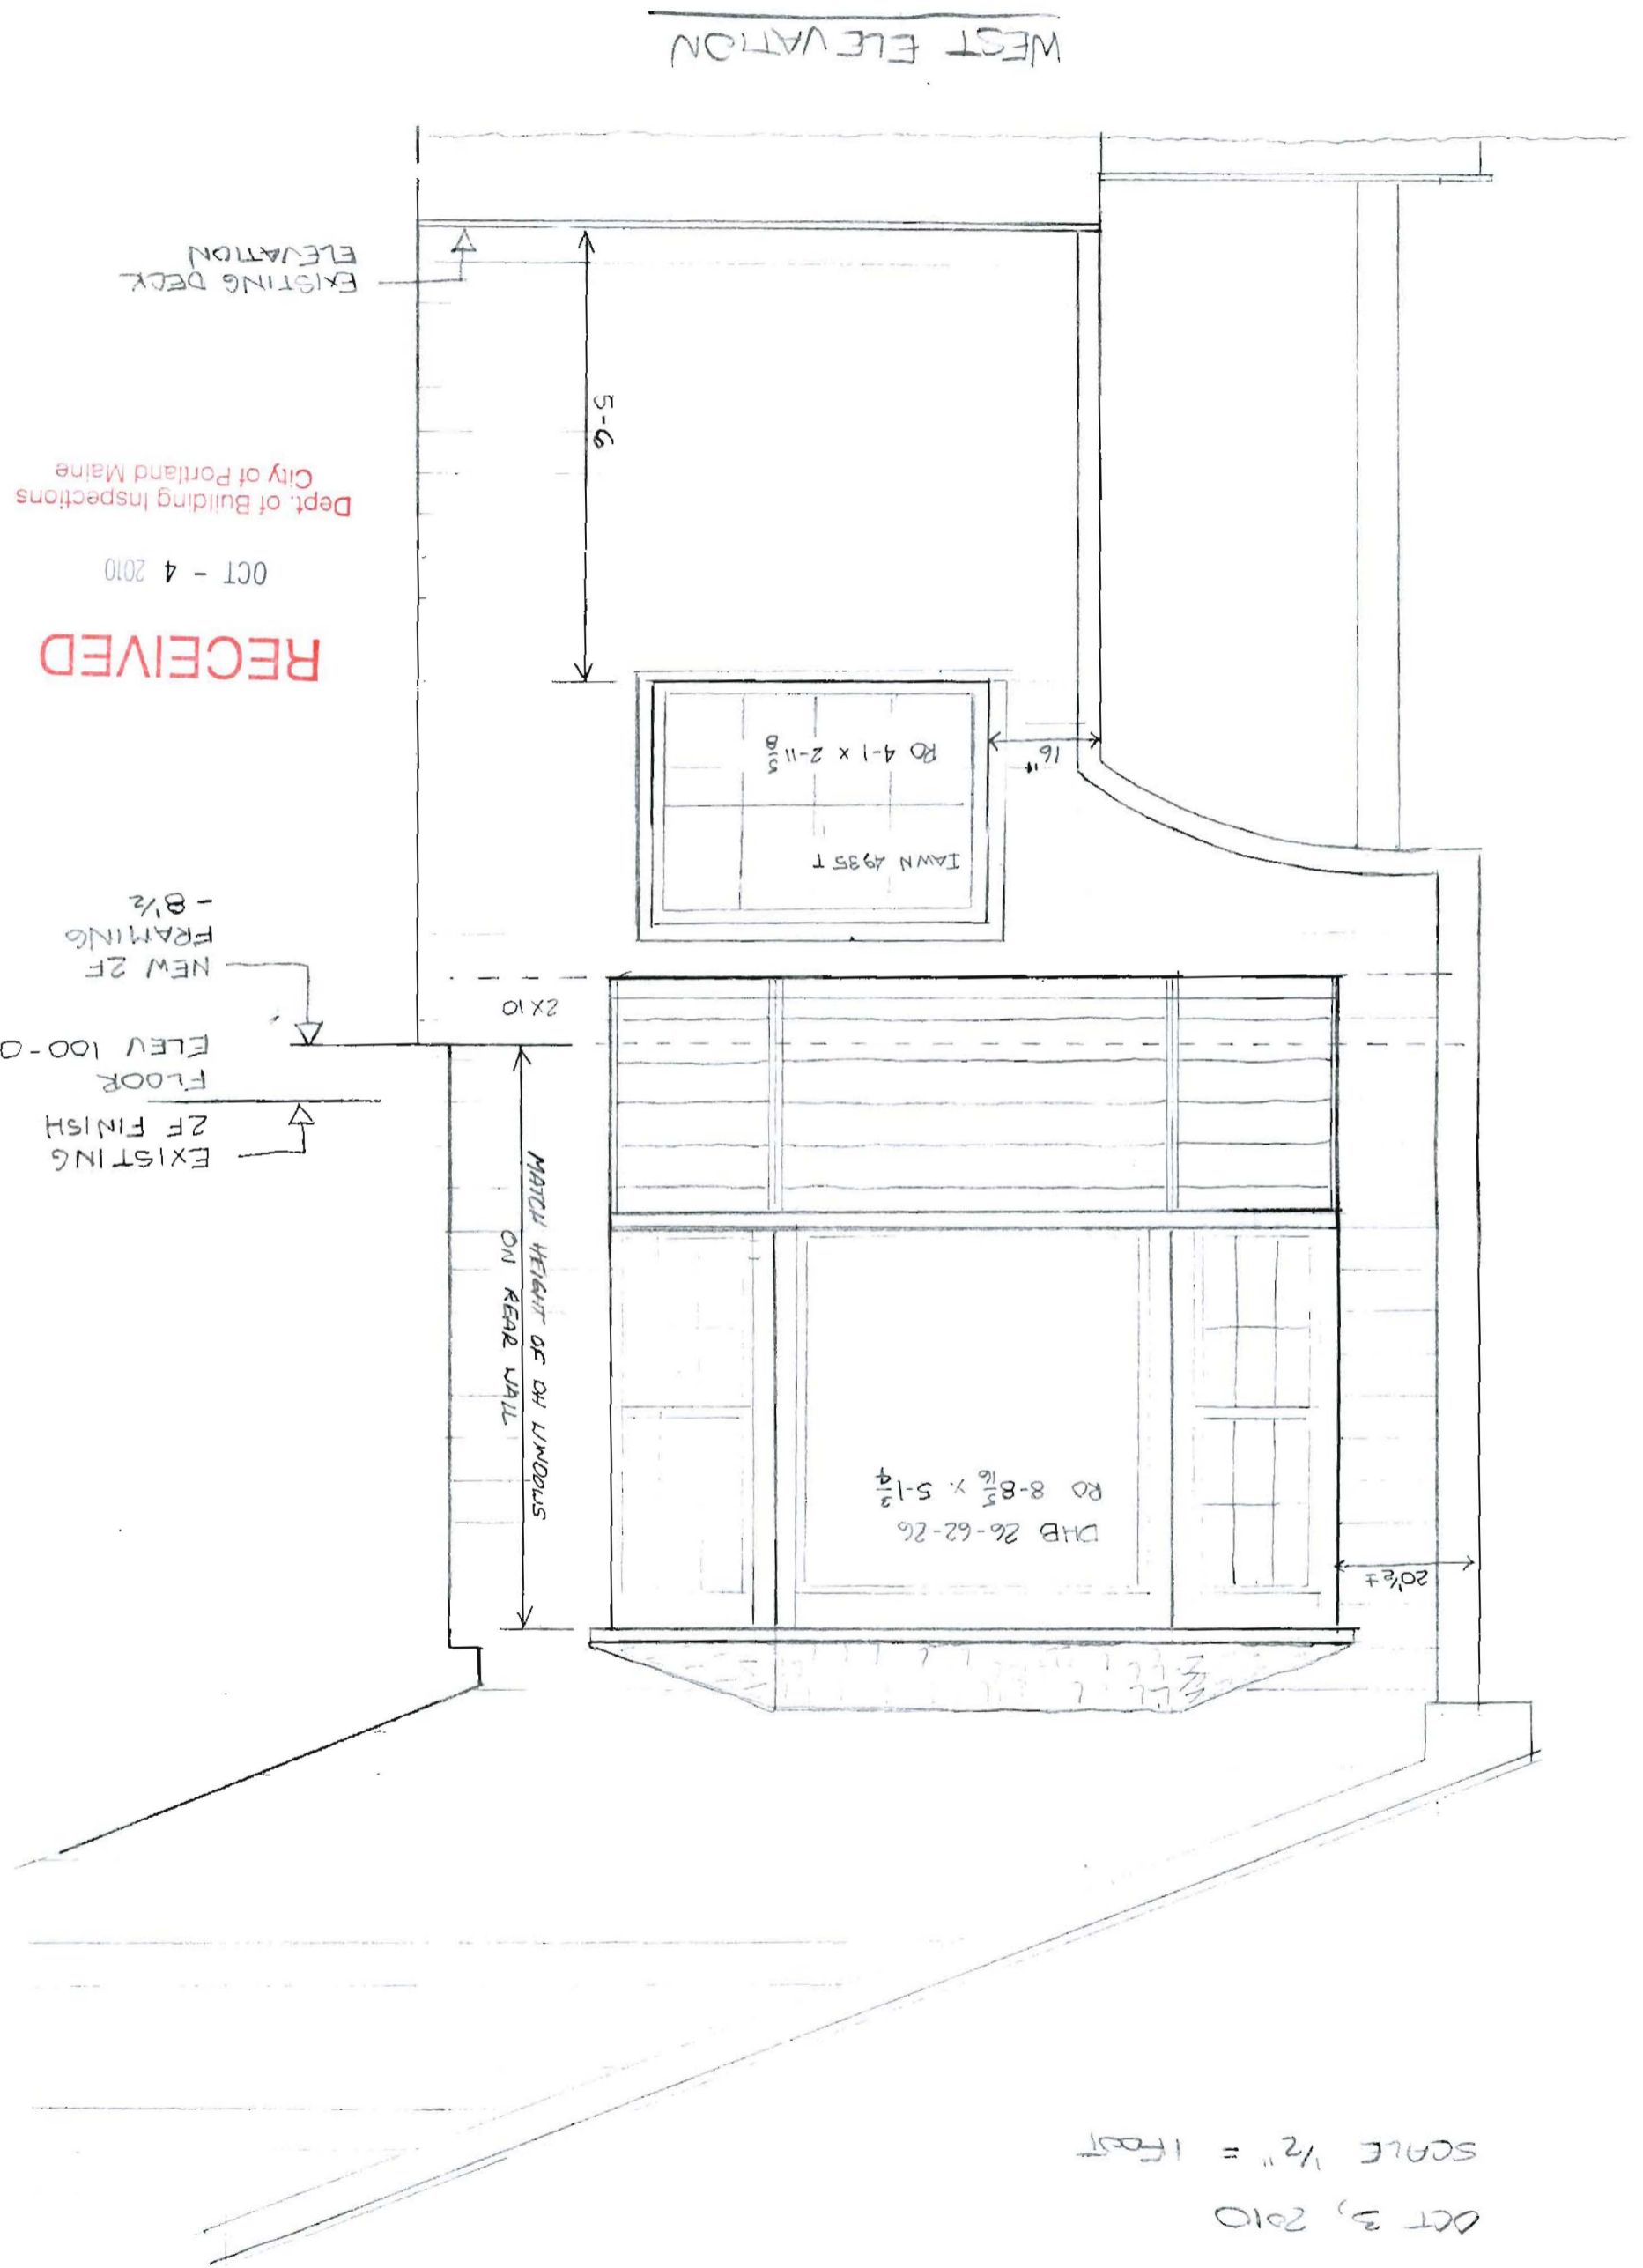 OCT 3, 2010
SCALE 1/2" = 1 FOOT
20 1/2 ±
DHB 26-62-26
RO 8-8 5/16 x 5-1 3/4
MATCH HEIGHT OF DH WINDOWS
ON REAR WALL
EXISTING
2F FINISH
FLOOR
ELEV 100-0
2X10
NEW 2F
FRAMING
- 8 1/2
IAWN 4935 T
RO 4-1 x 2-11 5/8
16"
RECEIVED
OCT - 4 2010
Dept. of Building Inspections
City of Portland Maine
5-6
EXISTING DECK
ELEVATION
WEST ELEVATION